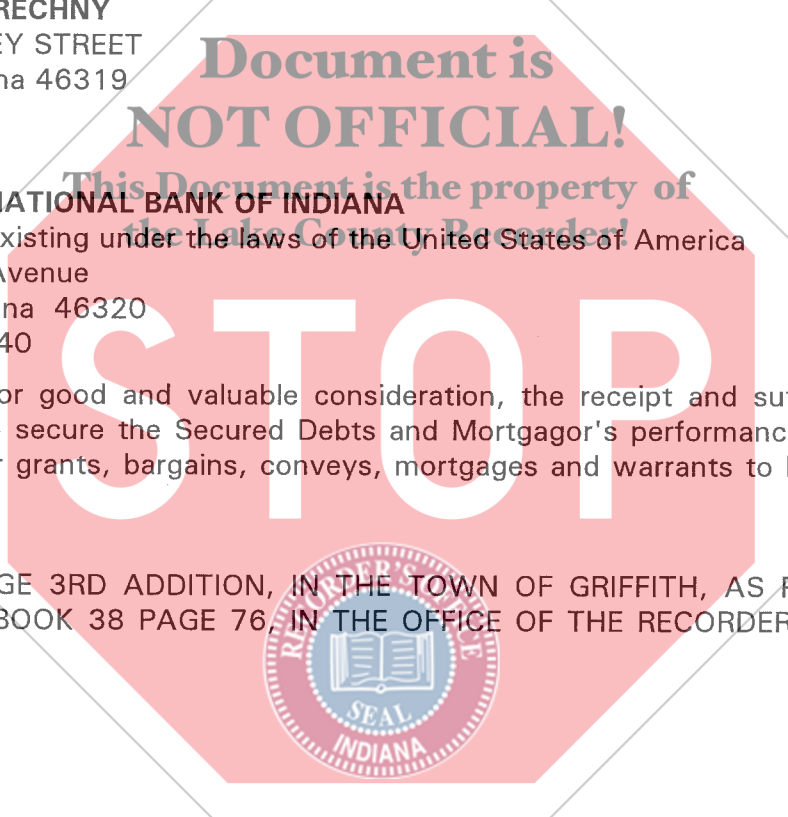 RECHNY
EY STREET
na 46319
Document is
NOT OFFICIAL!
This Document is the property of
the Lake County Recorder!
NATIONAL BANK OF INDIANA
xisting under the laws of the United States of America
Avenue
na 46320
40
STOP
or good and valuable consideration, the receipt and suf
secure the Secured Debts and Mortgagor's performanc
r grants, bargains, conveys, mortgages and warrants to L
GE 3RD ADDITION, IN THE TOWN OF GRIFFITH, AS F
BOOK 38 PAGE 76, IN THE OFFICE OF THE RECORDER
RECORDER'S OFFICE
SEAL
INDIANA